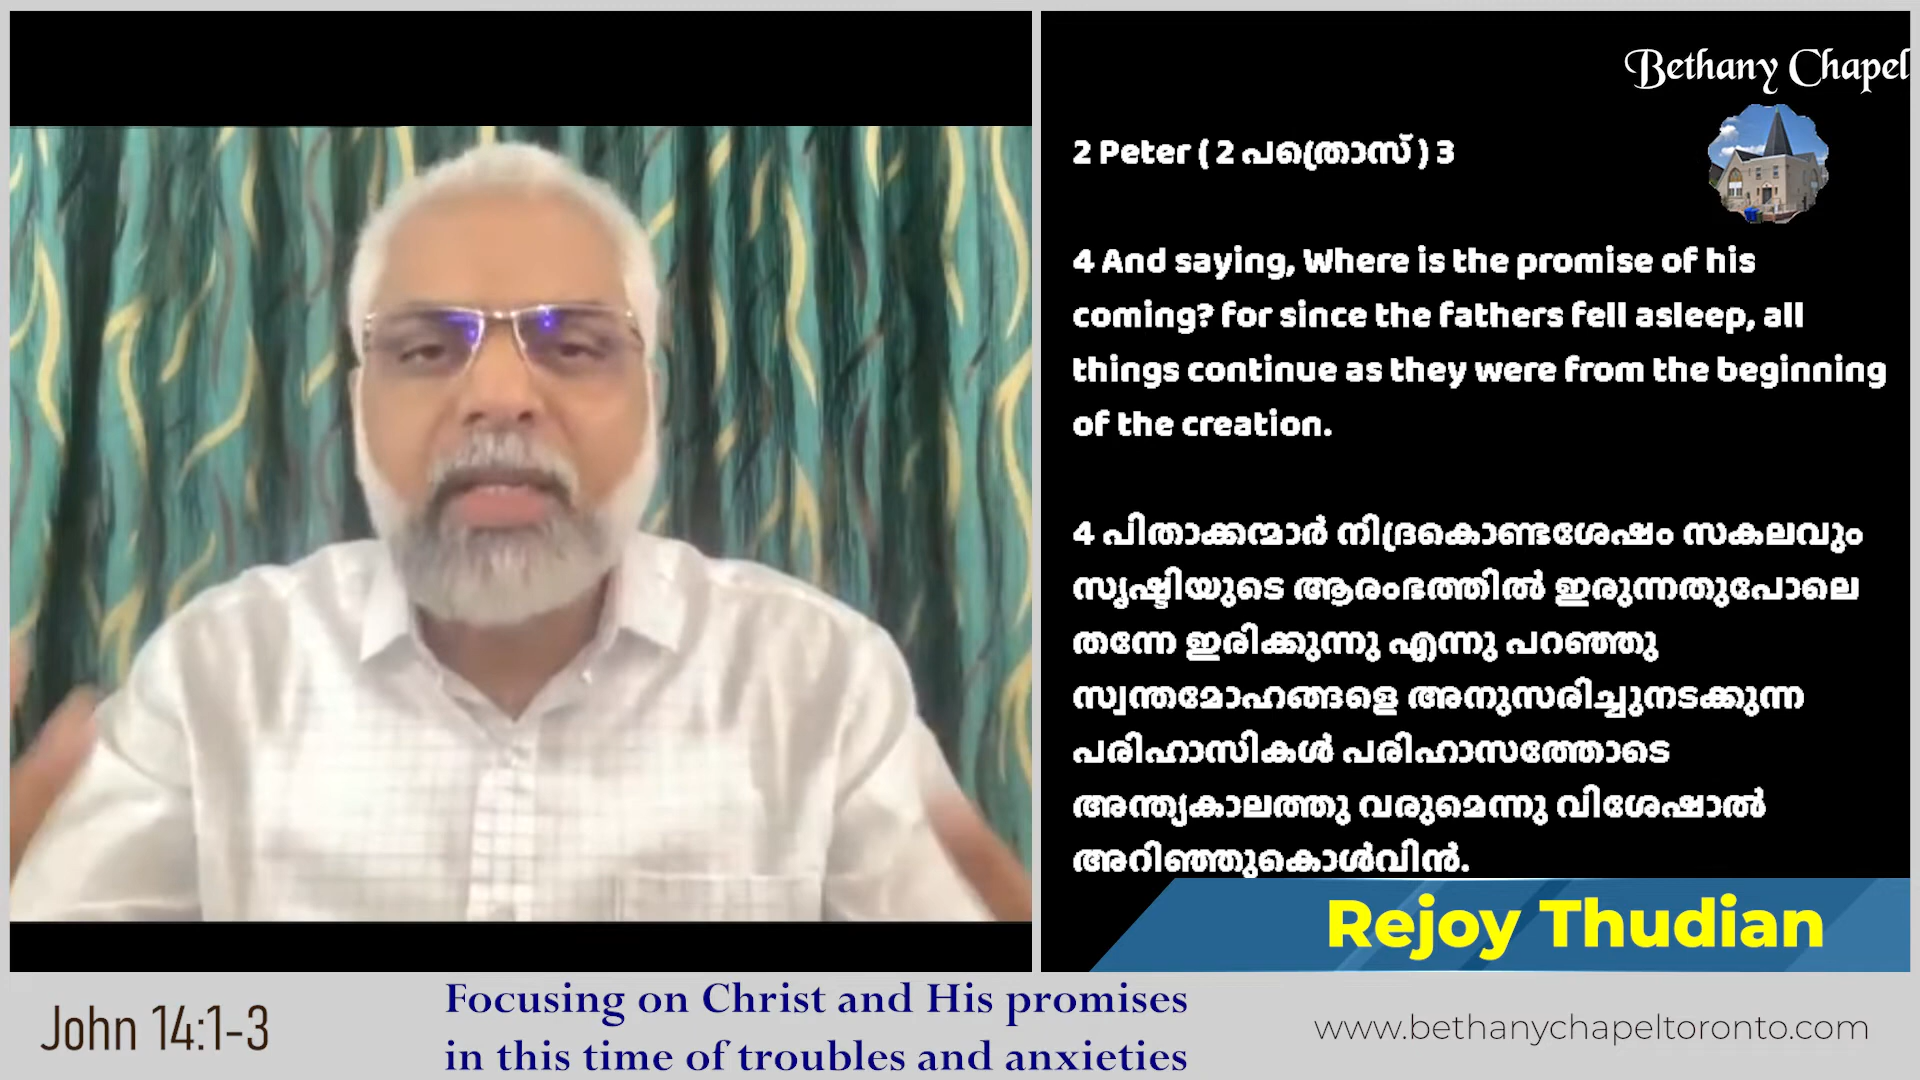 Bethany Chapel
2 Peter ( 2 പത്രൊസ് ) 3
4 And saying, Where is the promise of his
coming? for since the fathers fell asleep, all
things continue as they were from the beginning
of the creation.
4 പിതാക്കന്മാർ നിദ്രകൊണ്ടശേഷം സകലവും
സൃഷ്ടിയുടെ ആരംഭത്തിൽ ഇരുന്നതുപോലെ
തന്നേ ഇരിക്കുന്നു എന്നു പറഞ്ഞു
സ്വന്തമോഹങ്ങളെ അനുസരിച്ചുനടക്കുന്ന
പരിഹാസികൾ പരിഹാസത്തോടെ
അന്ത്യകാലത്തു വരുമെന്നു വിശേഷാൽ
അറിഞ്ഞുകൊൾവിൻ.
Rejoy Thudian
John 14:1-3
Focusing on Christ and His promises
in this time of troubles and anxieties
www.bethanychapeltoronto.com